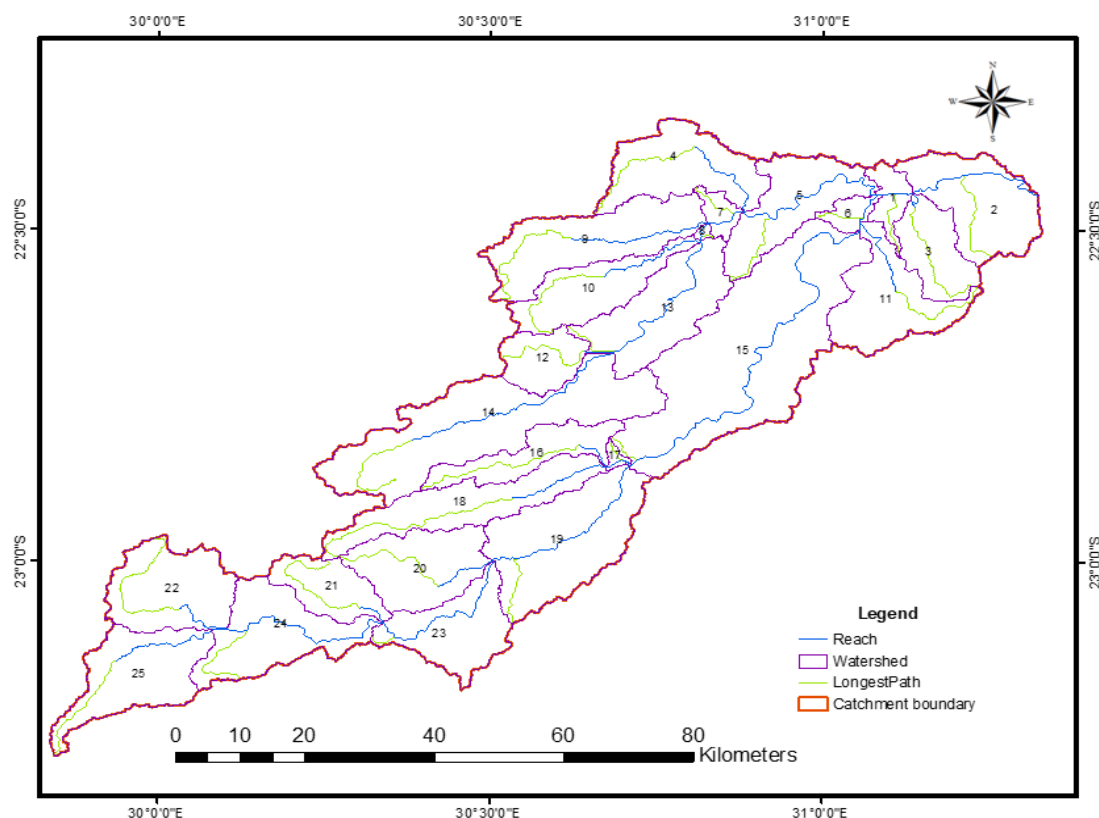 30°0'0"E 30°30'0"E 31°0'0"E
N
W E
S
4
5
7
1
2
6
8
9
3
22°30'0"S 22°30'0"S
10
11
13
15
12
14
16
17
18
19
23°0'0"S 23°0'0"S
20
21
22
24
23
25
Legend
Reach
Watershed
LongestPath
Catchment boundary
0 10 20 40 60 80
Kilometers
30°0'0"E 30°30'0"E 31°0'0"E